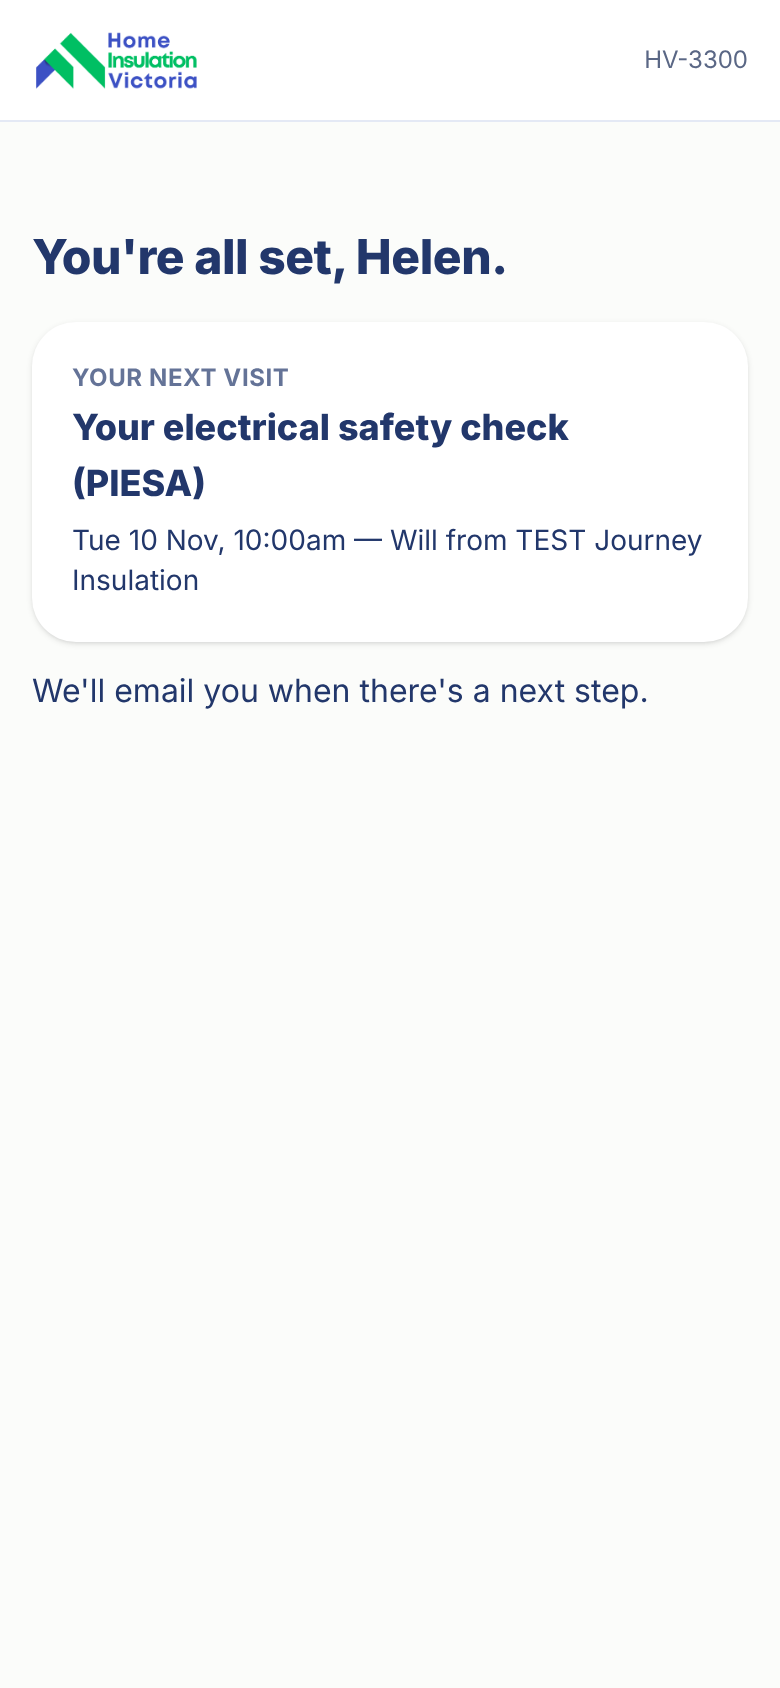 Home
Insulation
Victoria
HV-3300
You're all set, Helen.
YOUR NEXT VISIT
Your electrical safety check
(PIESA)
Tue 10 Nov, 10:00am — Will from TEST Journey
Insulation
We'll email you when there's a next step.